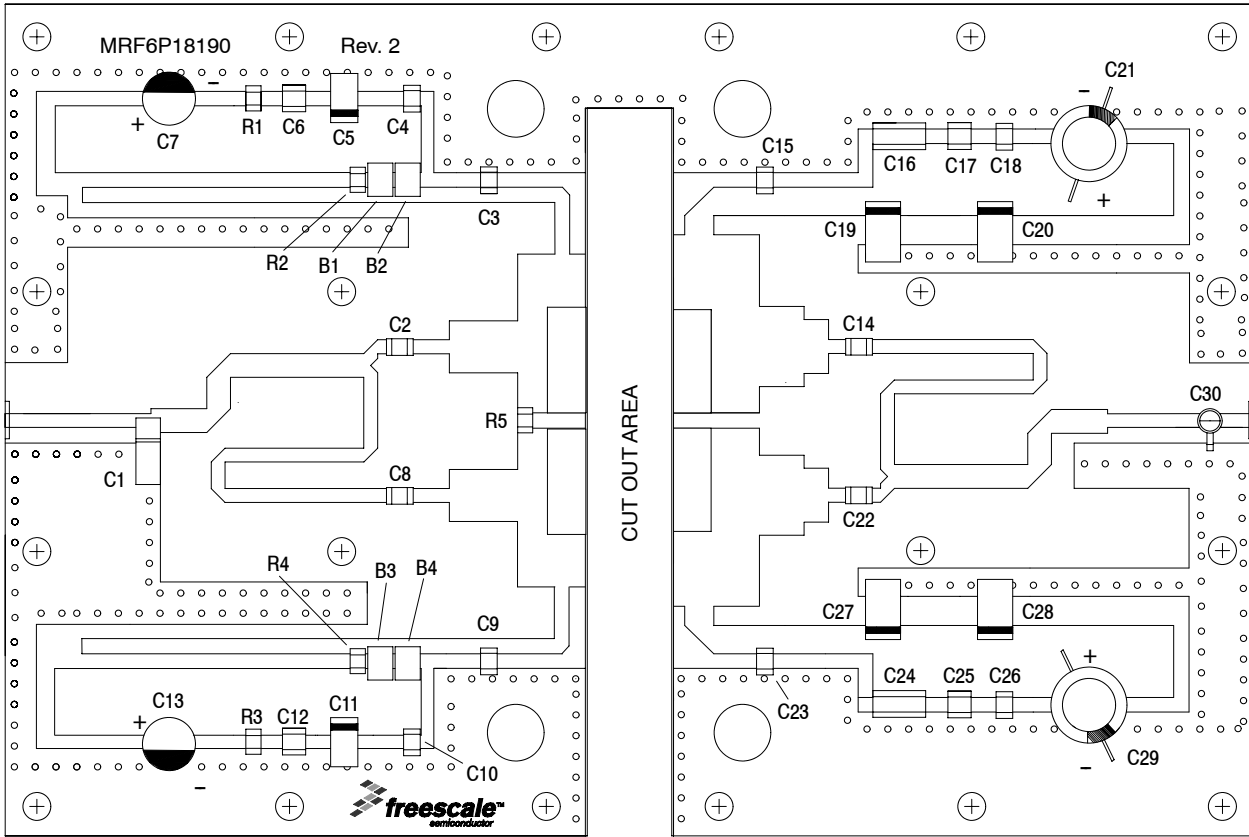 MRF6P18190 Rev. 2
C21
-
-
+
C7
R1
C6
C5
C4
C15
C16
C17
C18
+
C3
R2
B1
B2
C19
C20
C2
C14
R5
C30
C1
CUT OUT AREA
C8
C22
R4
B3
B4
C9
C27
C28
C13
+
R3
C12
C11
C24
C25
C26
+
C23
C10
C29
-
-
freescale™
semiconductor